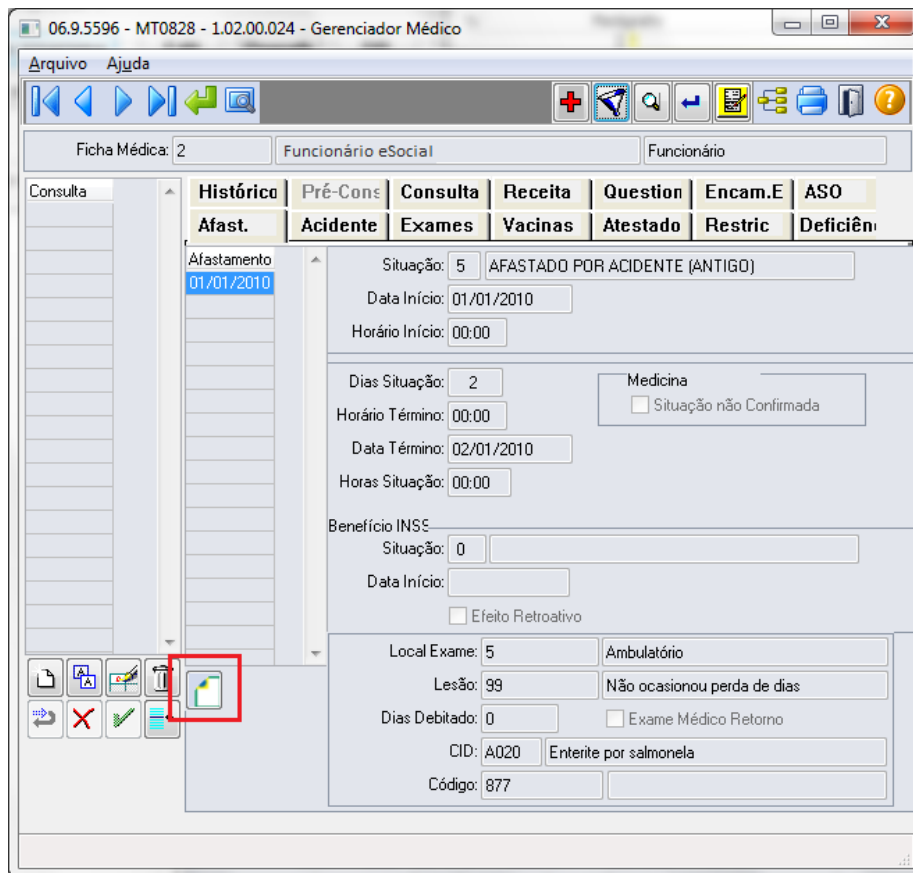 06.9.5596 - MT0828 - 1.02.00.024 - Gerenciador Médico
Arquivo Ajuda
Ficha Médica: 2 Funcionário eSocial Funcionário
Consulta
Histórico Pré-Cons Consulta Receita Question Encam.E ASO
Afast. Acidente Exames Vacinas Atestado Restric Deficiên
Afastamento
01/01/2010
Situação: 5 AFASTADO POR ACIDENTE (ANTIGO)
Data Início: 01/01/2010
Horário Início: 00:00
Dias Situação: 2
Medicina
Situação não Confirmada
Horário Término: 00:00
Data Término: 02/01/2010
Horas Situação: 00:00
Benefício INSS
Situação: 0
Data Início:
Efeito Retroativo
Local Exame: 5 Ambulatório
Lesão: 99 Não ocasionou perda de dias
Dias Debitado: 0 Exame Médico Retorno
CID: A020 Enterite por salmonela
Código: 877